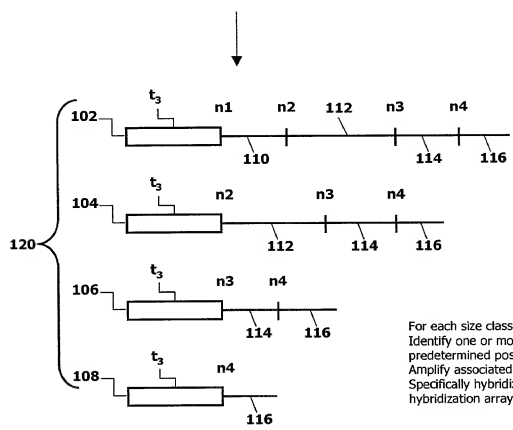 t3
102 n1 n2 112 n3 n4
110 114 116
t3
104 n2 n3 n4
112 114 116
120
t3
106 n3 n4
114 116
For each size class
Identify one or mo
predetermined pos
Amplify associated
Specifically hybridiz
hybridization array
t3
108 n4
116